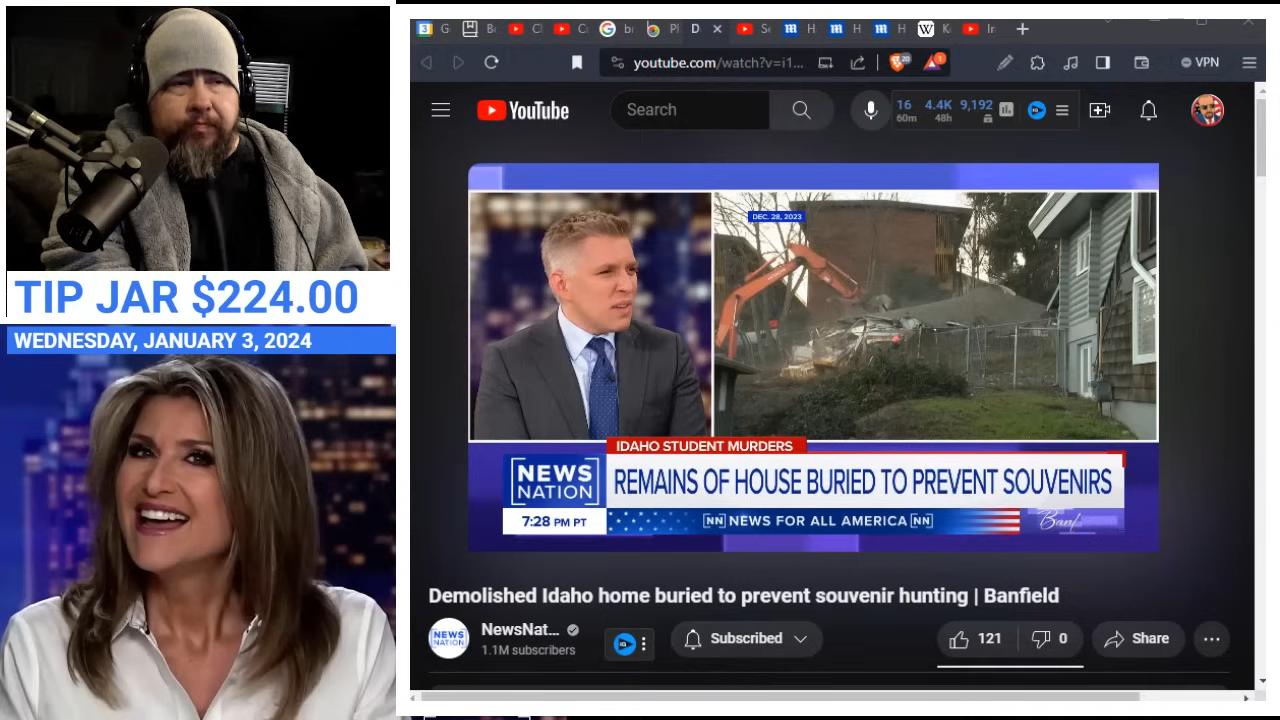 TIP JAR $224.00
WEDNESDAY, JANUARY 3, 2024
youtube.com/watch?v=i1...
VPN
YouTube
Search
16 4.4K 9,192
60m 48h
DEC. 28, 2023
IDAHO STUDENT MURDERS
NEWS NATION
REMAINS OF HOUSE BURIED TO PREVENT SOUVENIRS
7:28 PM PT
NN NEWS FOR ALL AMERICA NN
Demolished Idaho home buried to prevent souvenir hunting | Banfield
NEWS NATION
NewsNat...
1.1M subscribers
Subscribed
121
0
Share